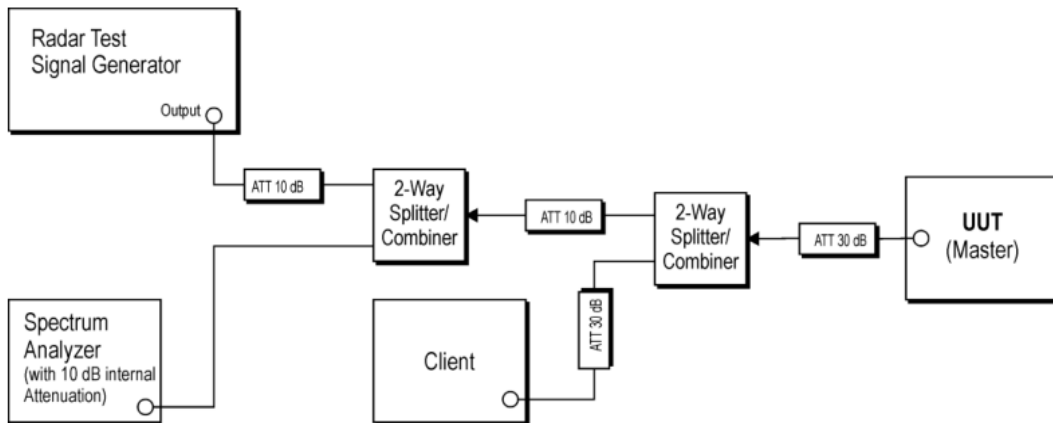 Radar Test
Signal Generator
Output
ATT 10 dB
2-Way
Splitter/
Combiner
ATT 10 dB
2-Way
Splitter/
Combiner
ATT 30 dB
UUT
(Master)
Spectrum
Analyzer
(with 10 dB internal
Attenuation)
Client
ATT 30 dB